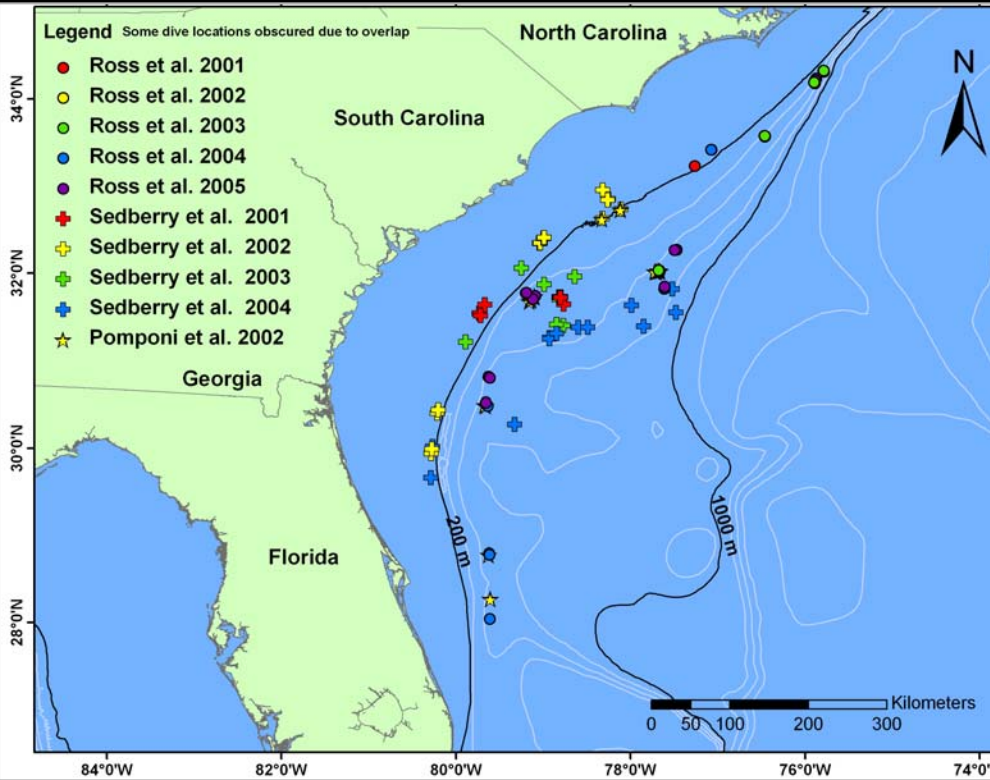 Legend Some dive locations obscured due to overlap
Ross et al. 2001
Ross et al. 2002
Ross et al. 2003
Ross et al. 2004
Ross et al. 2005
Sedberry et al. 2001
Sedberry et al. 2002
Sedberry et al. 2003
Sedberry et al. 2004
Pomponi et al. 2002
North Carolina
South Carolina
Georgia
Florida
N
200 m
1000 m
Kilometers
0 50 100 200 300
34°0'N
32°0'N
30°0'N
28°0'N
84°0'W 82°0'W 80°0'W 78°0'W 76°0'W 74°0'